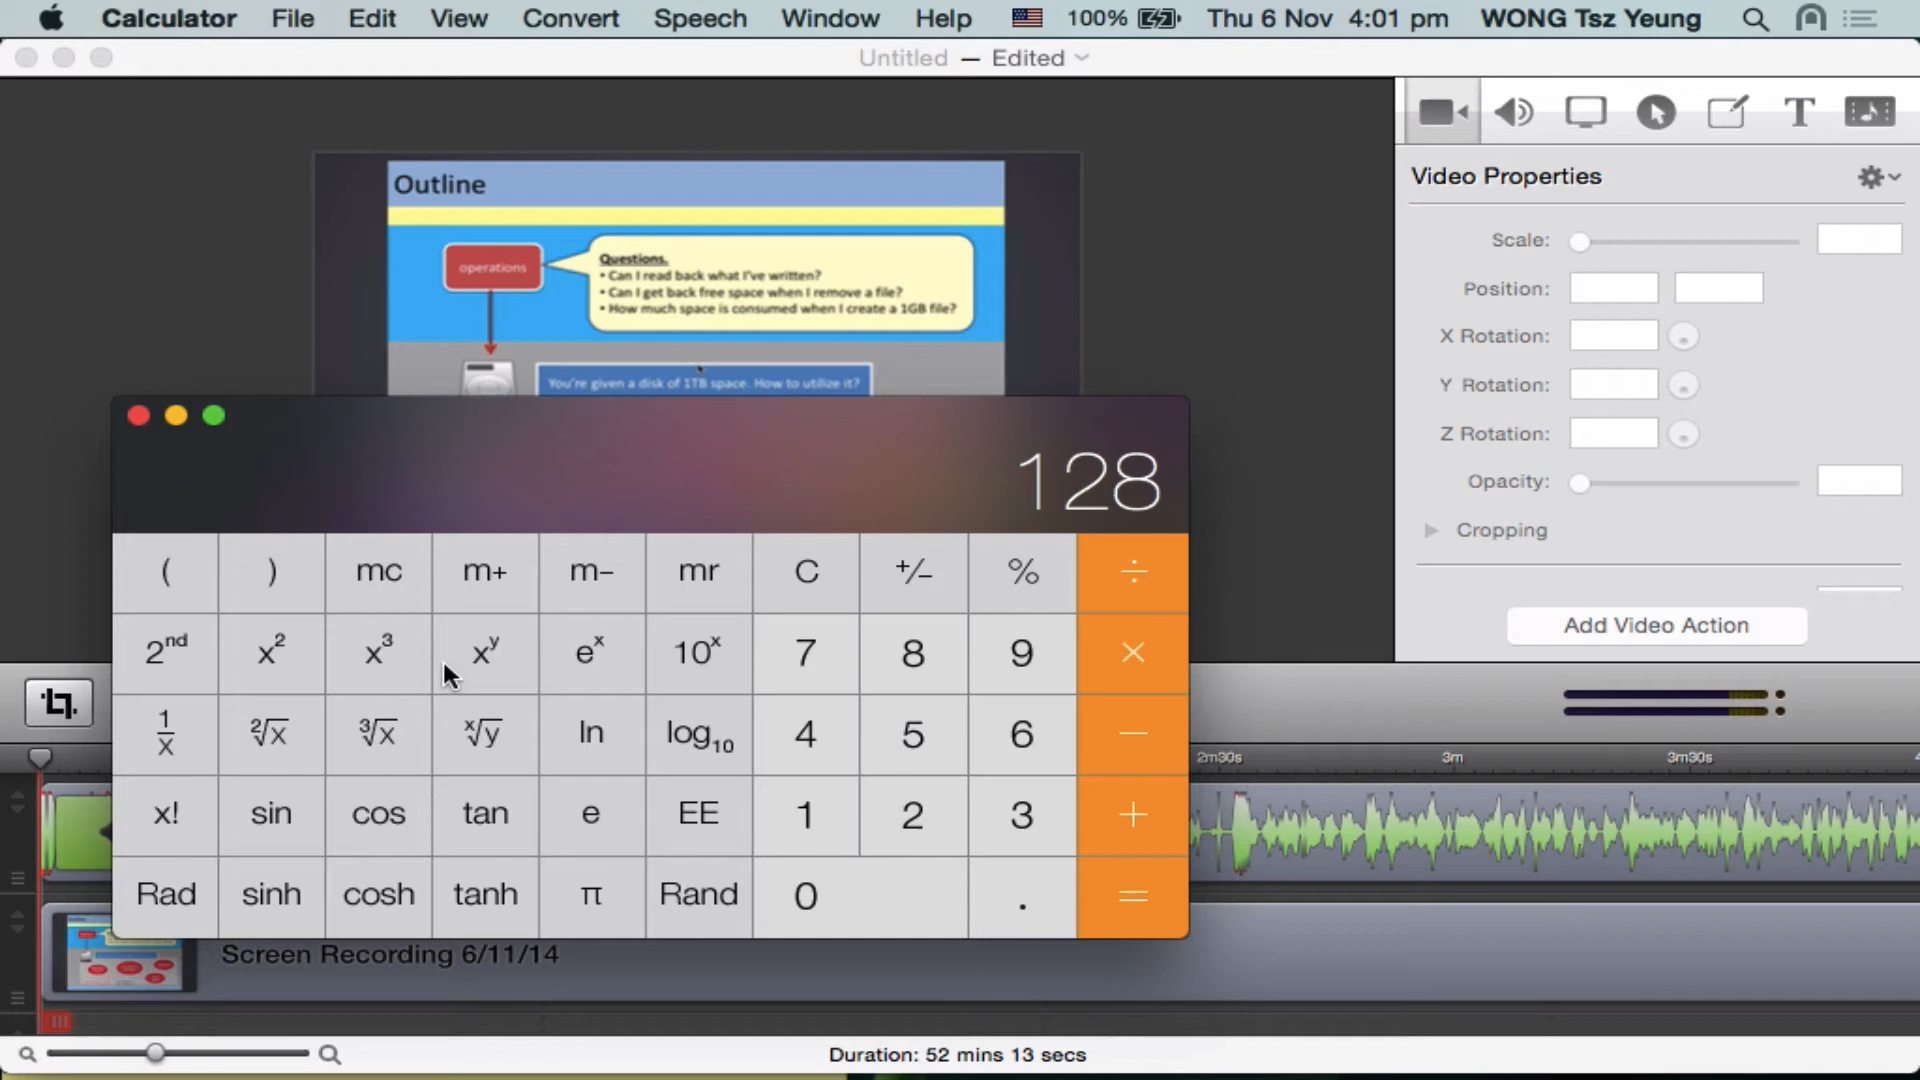 Calculator File Edit View Convert Speech Window Help 100% Thu 6 Nov 4:01 pm WONG Tsz Yeung
Untitled — Edited
Outline
operations
Questions.
• Can I read back what I've written?
• Can I get back free space when I remove a file?
• How much space is consumed when I create a 1GB file?
You're given a disk of 1TB space. How to utilize it?
T
Video Properties
Scale:
Position:
X Rotation:
Y Rotation:
Z Rotation:
Opacity:
Cropping
Add Video Action
128
( ) mc m+ m– mr C +/– % ÷
2nd x² x³ xʸ eˣ 10ˣ 7 8 9 ×
1/x ²√x ³√x ˣ√y ln log₁₀ 4 5 6 −
x! sin cos tan e EE 1 2 3 +
Rad sinh cosh tanh π Rand 0 . =
2m30s 3m 3m30s
Screen Recording 6/11/14
Duration: 52 mins 13 secs